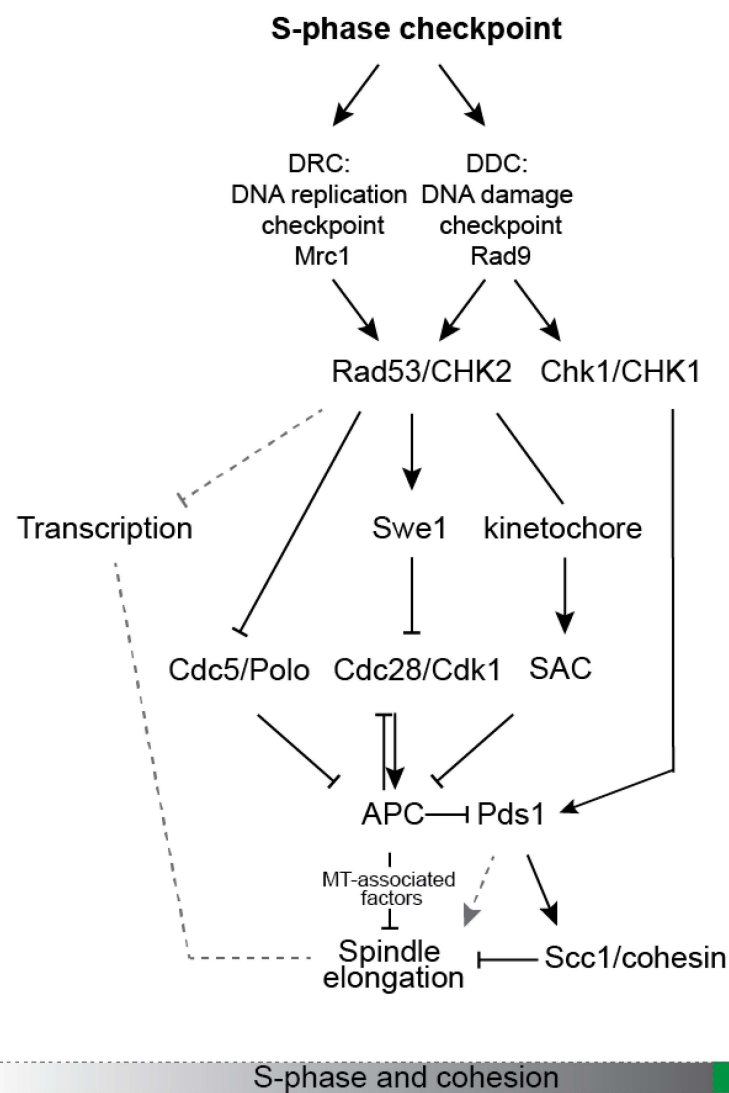 S-phase checkpoint
DRC:
DNA replication
checkpoint
Mrc1
DDC:
DNA damage
checkpoint
Rad9
Rad53/CHK2
Chk1/CHK1
Transcription
Swe1
kinetochore
Cdc5/Polo
Cdc28/Cdk1
SAC
APC
Pds1
MT-associated
factors
Spindle
elongation
Scc1/cohesin
S-phase and cohesion